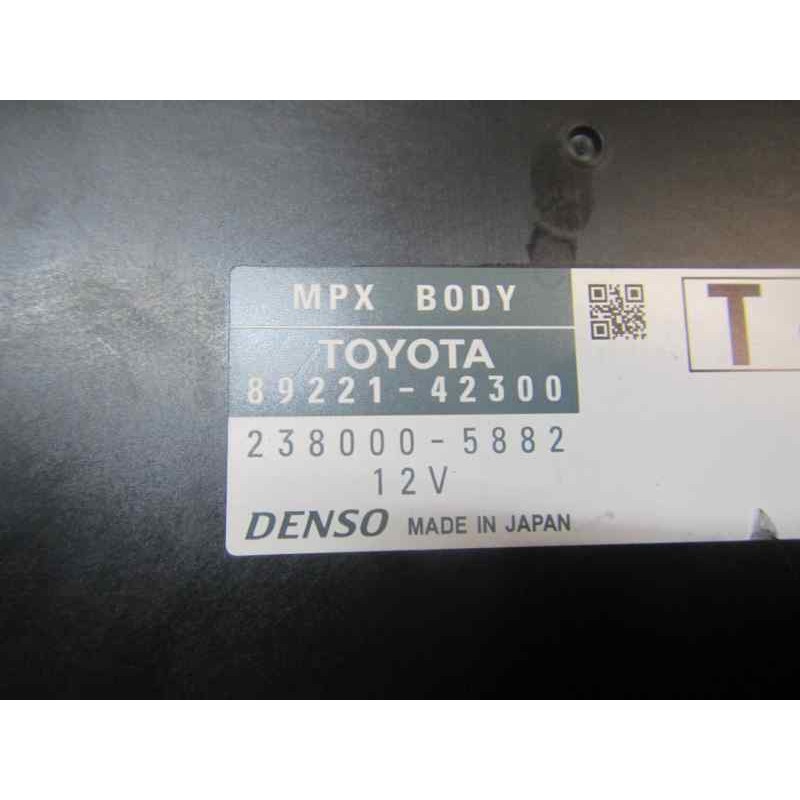 MPX BODY
TOYOTA
89221-42300
238000-5882
12V
DENSO MADE IN JAPAN
T